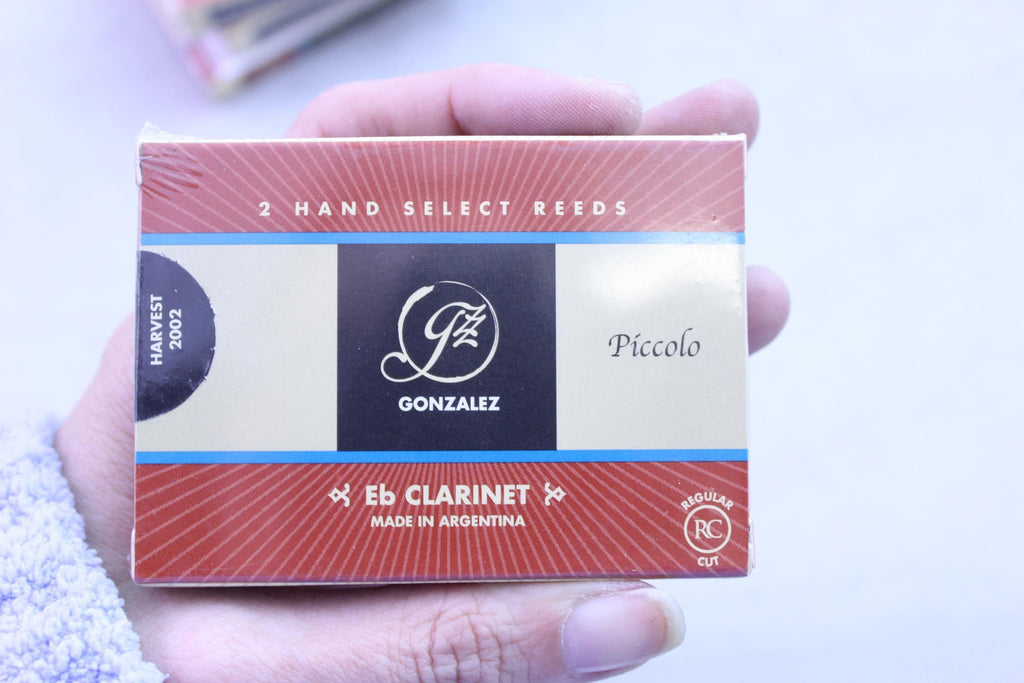 2 HAND SELECT REEDS
HARVEST
2002
gz
GONZALEZ
Piccolo
Eb CLARINET
MADE IN ARGENTINA
REGULAR
RC
CUT